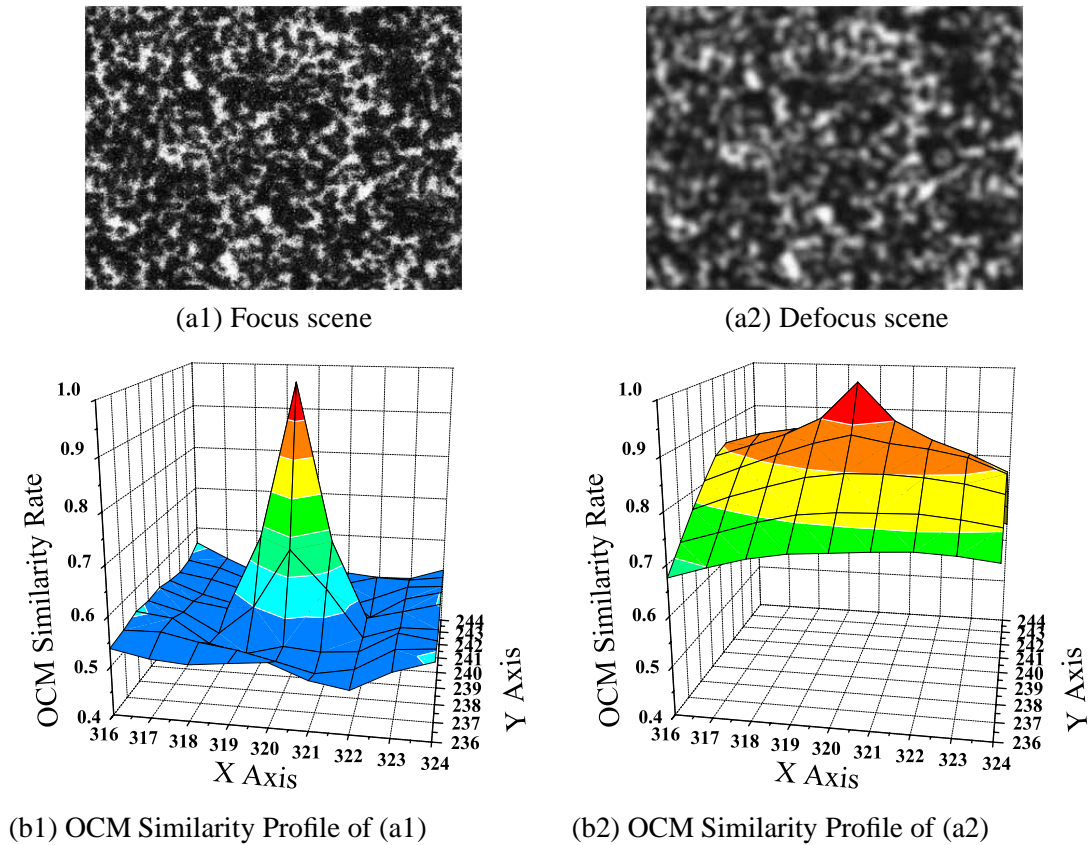 (a1) Focus scene
(a2) Defocus scene
1.0
0.9
0.8
0.7
0.6
0.5
0.4
OCM Similarity Rate
316 317 318 319 320 321 322 323 324
X Axis
244
243
242
241
240
239
238
237
236
Y Axis
1.0
0.9
0.8
0.7
0.6
0.5
0.4
OCM Similarity Rate
316 317 318 319 320 321 322 323 324
X Axis
244
243
242
241
240
239
238
237
236
Y Axis
(b1) OCM Similarity Profile of (a1)
(b2) OCM Similarity Profile of (a2)